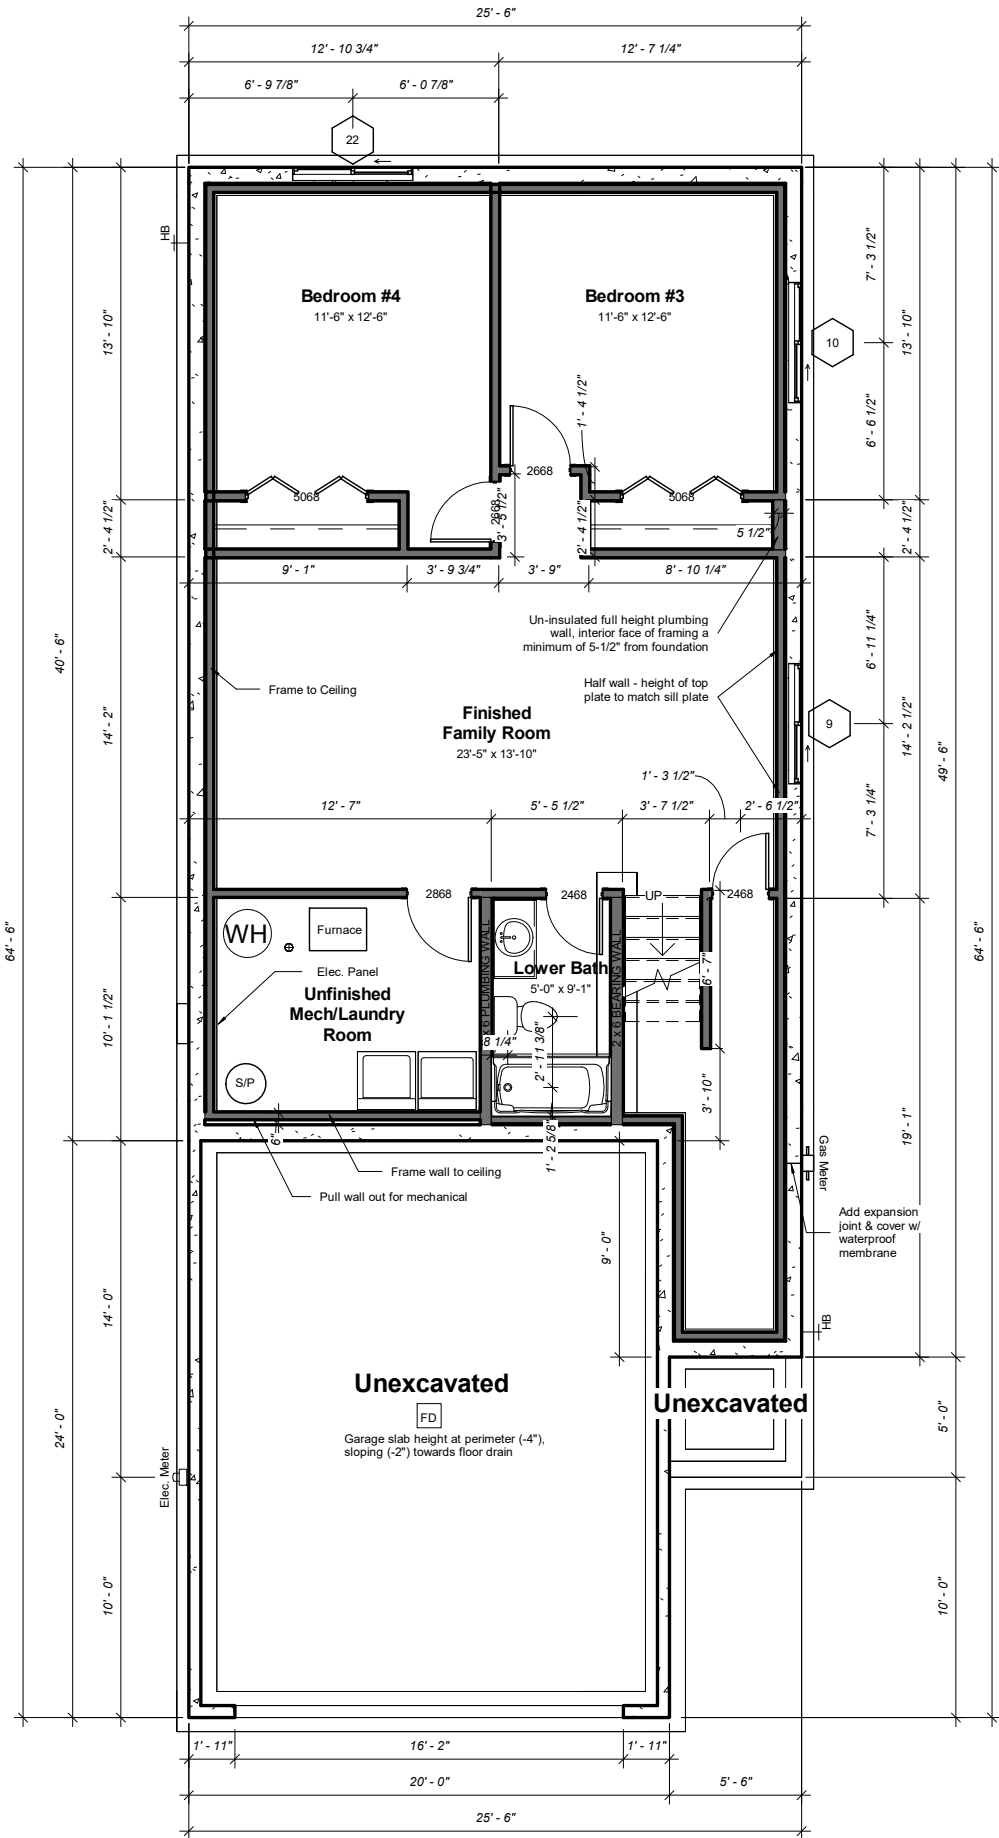 25' - 6"
12' - 10 3/4"
12' - 7 1/4"
6' - 9 7/8"
6' - 0 7/8"
22
HB
7' - 3 1/2"
Bedroom #4
11'-6" x 12'-6"
Bedroom #3
11'-6" x 12'-6"
13' - 10"
10
13' - 10"
1' - 4 1/2"
6' - 6 1/2"
2668
5068
5068
2668
3' - 5 1/2"
2' - 4 1/2"
2' - 4 1/2"
5 1/2"
2' - 4 1/2"
9' - 1"
3' - 9 3/4"
3' - 9"
8' - 10 1/4"
Un-insulated full height plumbing
wall, interior face of framing a
minimum of 5-1/2" from foundation
6' - 11 1/4"
40' - 6"
Frame to Ceiling
Half wall - height of top
plate to match sill plate
14' - 2"
Finished
Family Room
23'-5" x 13'-10"
9
14' - 2 1/2"
49' - 6"
1' - 3 1/2"
12' - 7"
5' - 5 1/2"
3' - 7 1/2"
2' - 6 1/2"
7' - 3 1/4"
2868
2468
UP
2468
64' - 6"
64' - 6"
WH
Furnace
Elec. Panel
Lower Bath
5'-0" x 9'-1"
6' - 7"
Unfinished
Mech/Laundry
Room
x 6 PLUMBING WALL
2 x 6 BEARING WALL
10' - 1 1/2"
8 1/4"
2' - 11 3/8"
S/P
3' - 10"
19' - 1"
6"
1' - 2 5/8"
Gas Meter
Frame wall to ceiling
Pull wall out for mechanical
Add expansion
joint & cover w/
waterproof
membrane
9' - 0"
14' - 0"
HB
Unexcavated
FD
Garage slab height at perimeter (-4"),
sloping (-2") towards floor drain
Unexcavated
24' - 0"
5' - 0"
Elec. Meter
10' - 0"
10' - 0"
1' - 11"
16' - 2"
1' - 11"
20' - 0"
5' - 6"
25' - 6"